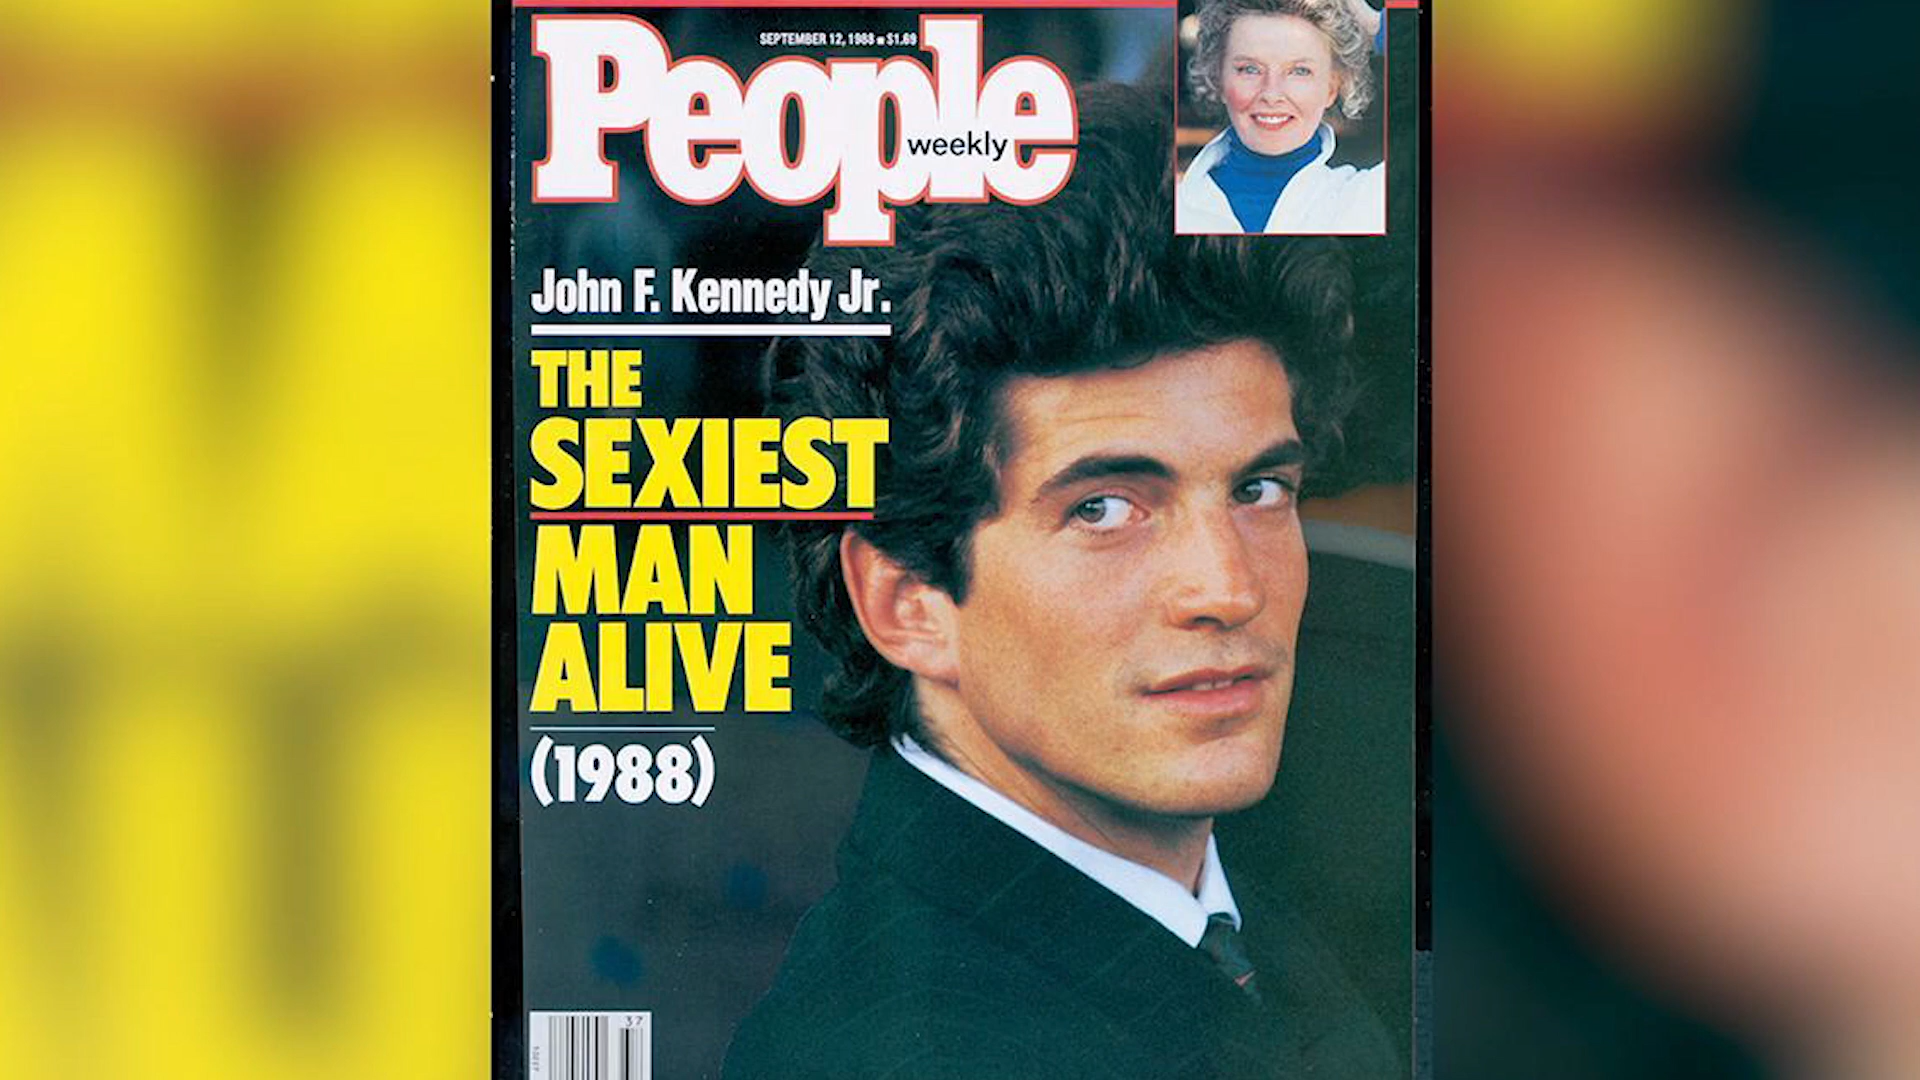 SEPTEMBER 12, 1988 ■ $1.69
People
weekly
John F. Kennedy Jr.
THE
SEXIEST
MAN
ALIVE
(1988)
37